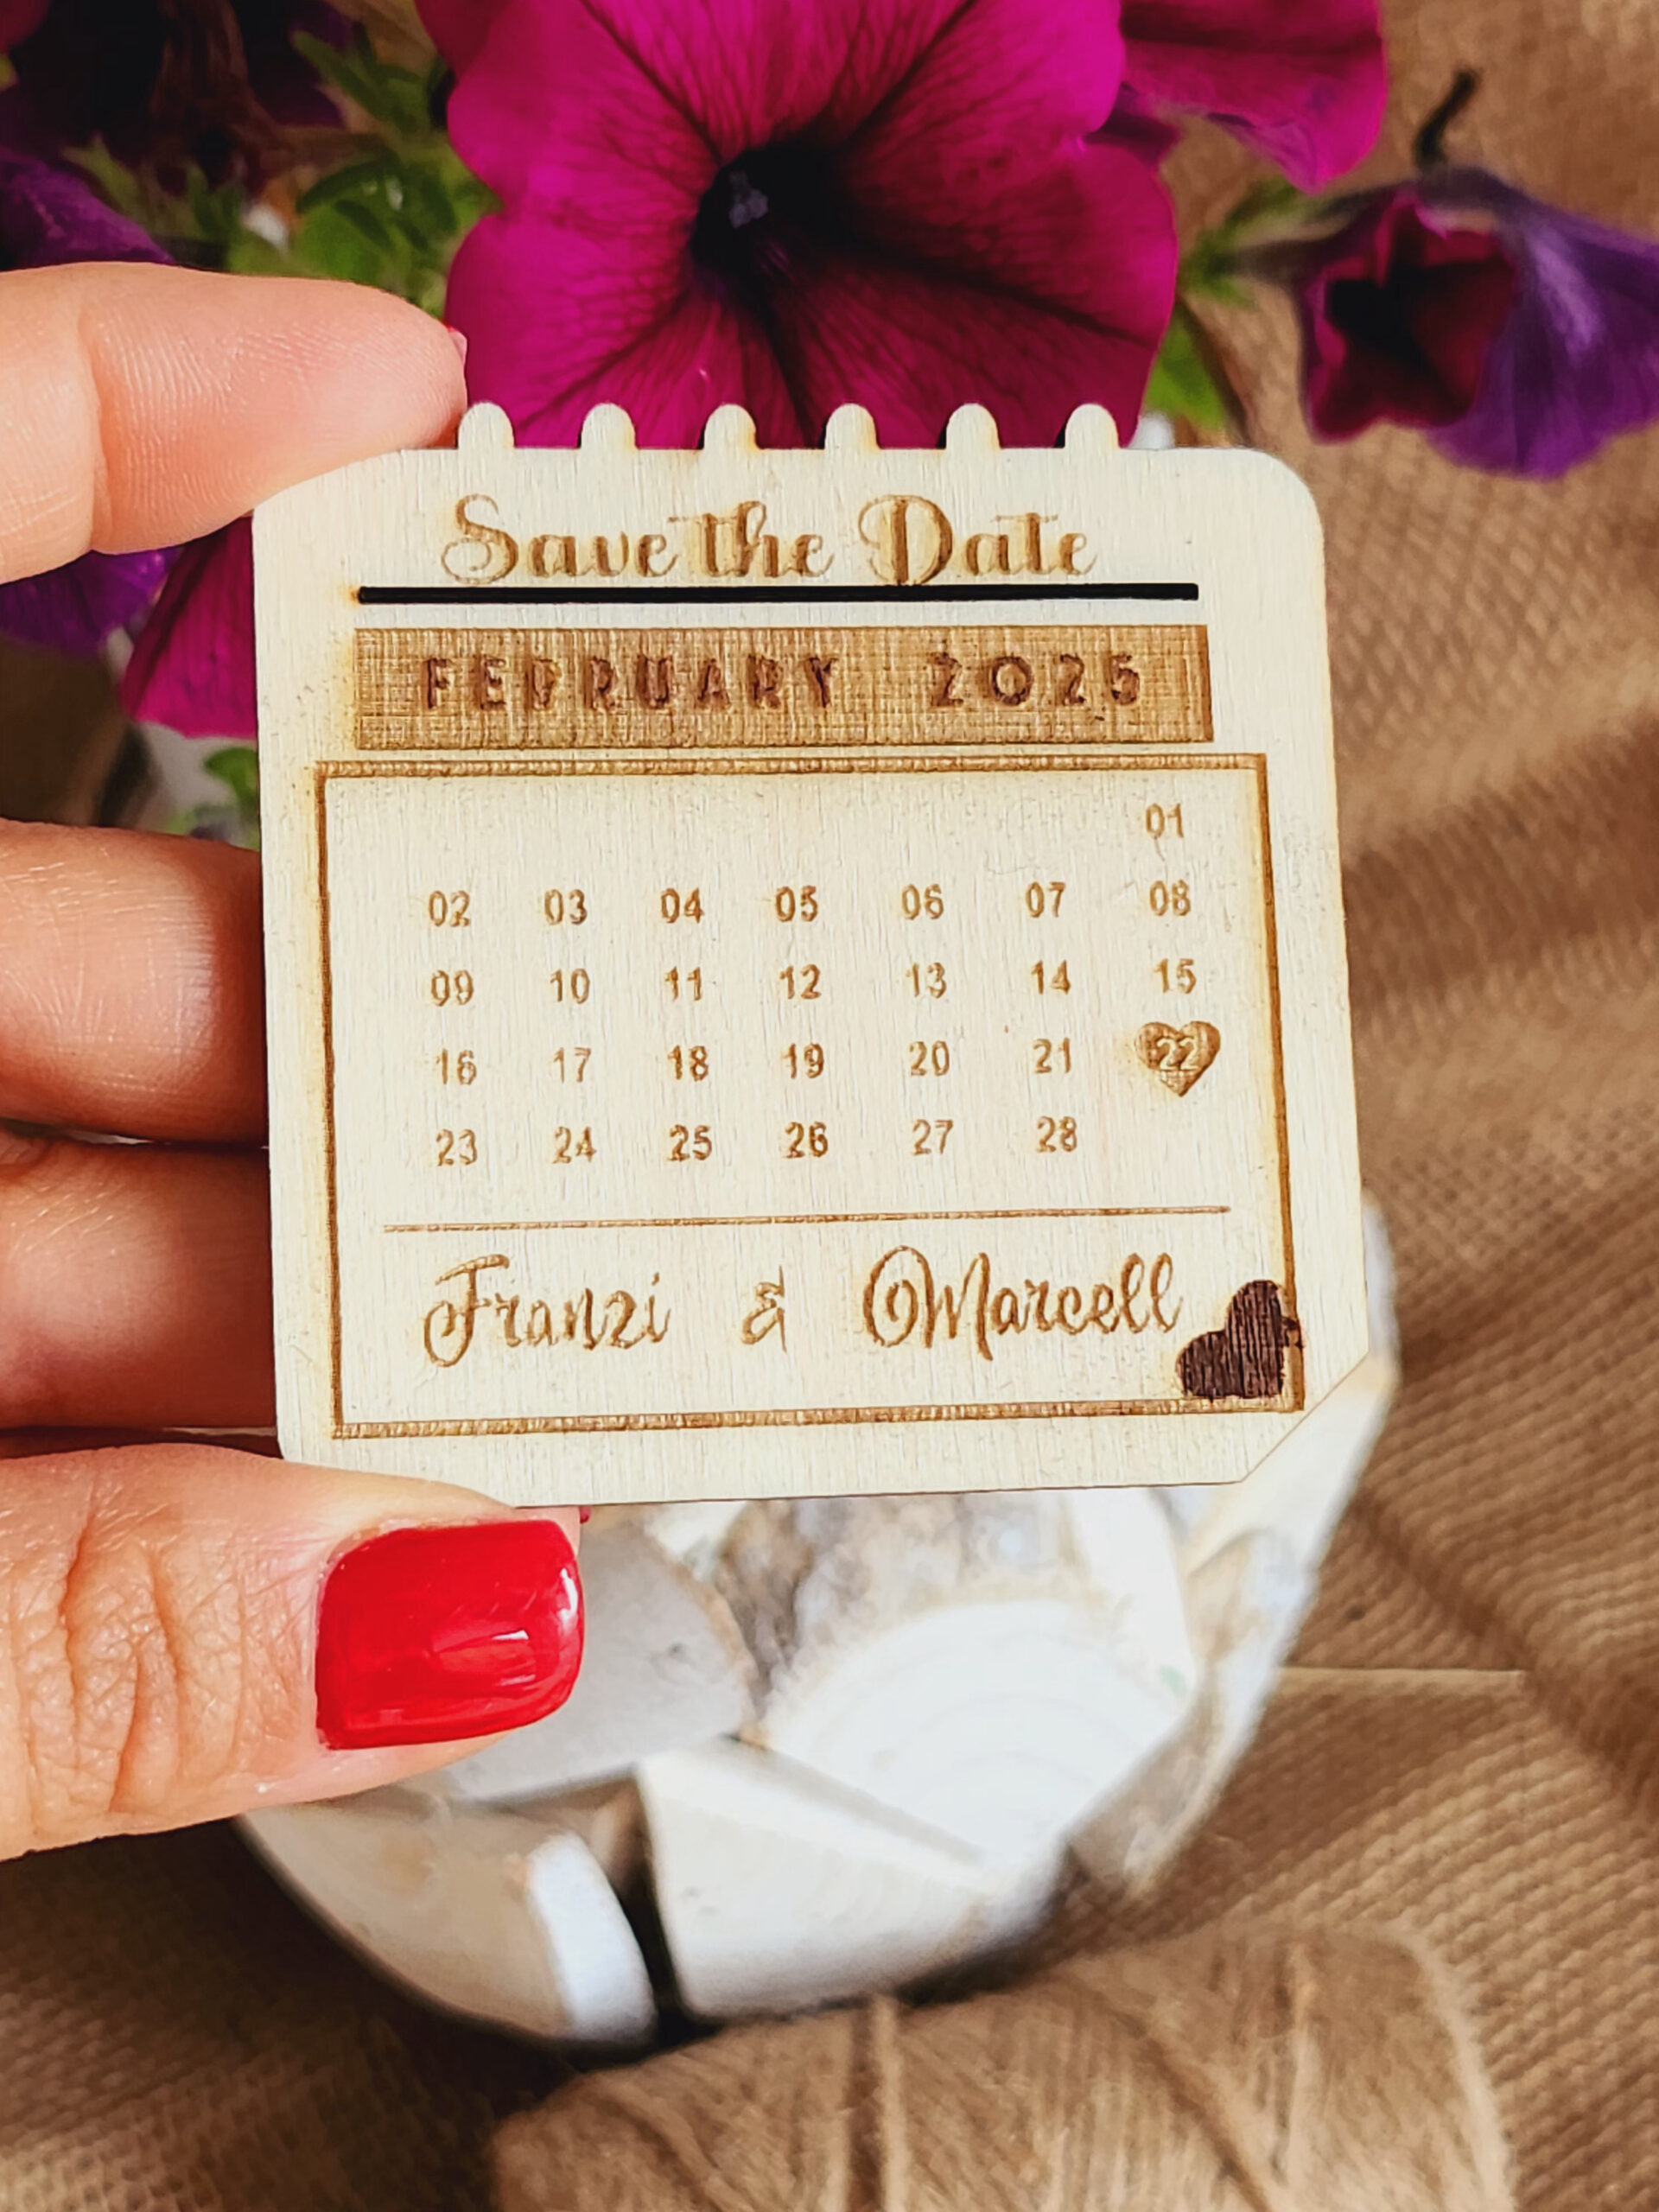 Save the Date
FEBRUARY 2025
01
02 03 04 05 06 07 08
09 10 11 12 13 14 15
16 17 18 19 20 21 22
23 24 25 26 27 28
Franzi & Marcell